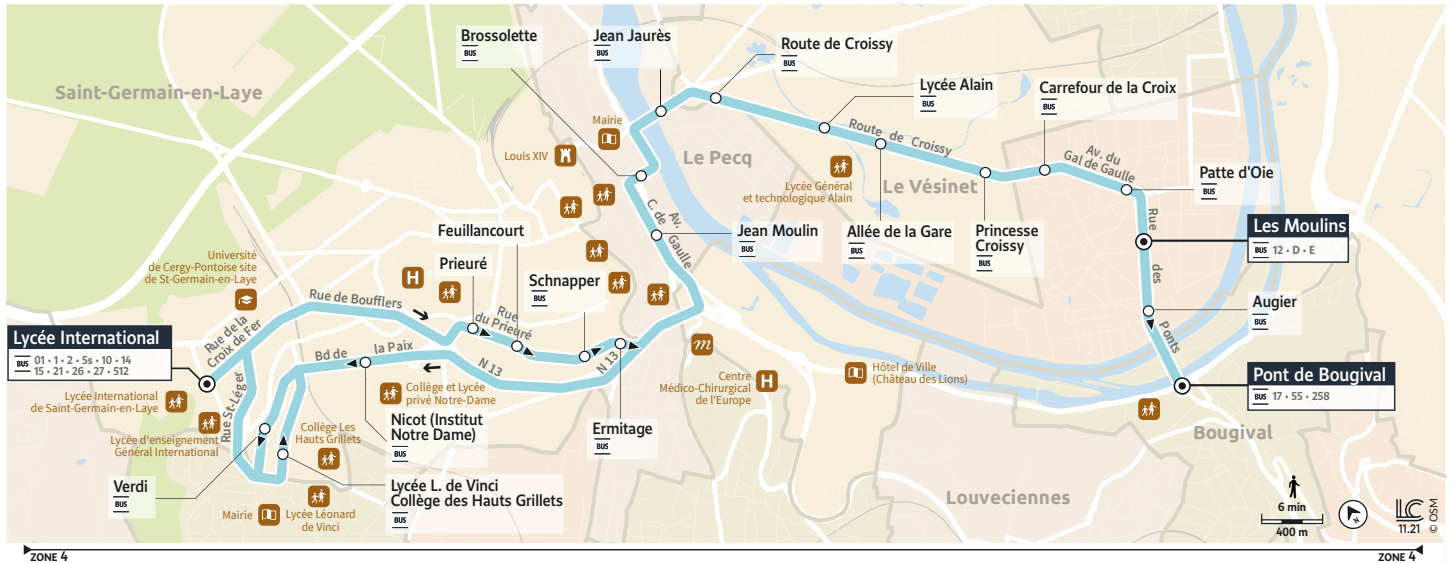 Saint-Germain-en-Laye
Brossolette
BUS
Jean Jaurès
BUS
Route de Croissy
BUS
Lycée Alain
BUS
Carrefour de la Croix
BUS
Mairie
Louis XIV
Le Pecq
Route de Croissy
Lycée Général
et technologique Alain
Le Vésinet
Av. du
Gal de Gaulle
Patte d'Oie
BUS
Av.
C. de Gaulle
Feuillancourt
Prieuré
Schnapper
BUS
Jean Moulin
BUS
Allée de la Gare
BUS
Princesse
Croissy
BUS
Rue des Ponts
Les Moulins
BUS 12 • D • E
Augier
BUS
Université
de Cergy-Pontoise site
de St-Germain-en-Laye
H
Rue de Boufflers
Rue
du Prieuré
Rue de la
Croix de Fer
Lycée International
BUS 01 • 1 • 2 • 5s • 10 • 14
15 • 21 • 26 • 27 • 512
Bd de la Paix
N 13
N 13
m
Lycée International
de Saint-Germain-en-Laye
Rue St-Léger
Collège et Lycée
privé Notre-Dame
Centre
Médico-Chirurgical
de l'Europe
H
Hôtel de Ville
(Château des Lions)
Pont de Bougival
BUS 17 • 55 • 258
Bougival
Lycée d'enseignement
Général International
Collège Les
Hauts Grillets
Nicot (Institut
Notre Dame)
BUS
Ermitage
BUS
Verdi
BUS
Mairie
Lycée Léonard
de Vinci
Lycée L. de Vinci
Collège des Hauts Grillets
BUS
Louveciennes
6 min
400 m
N
LC
11.21
© OSM
ZONE 4
ZONE 4